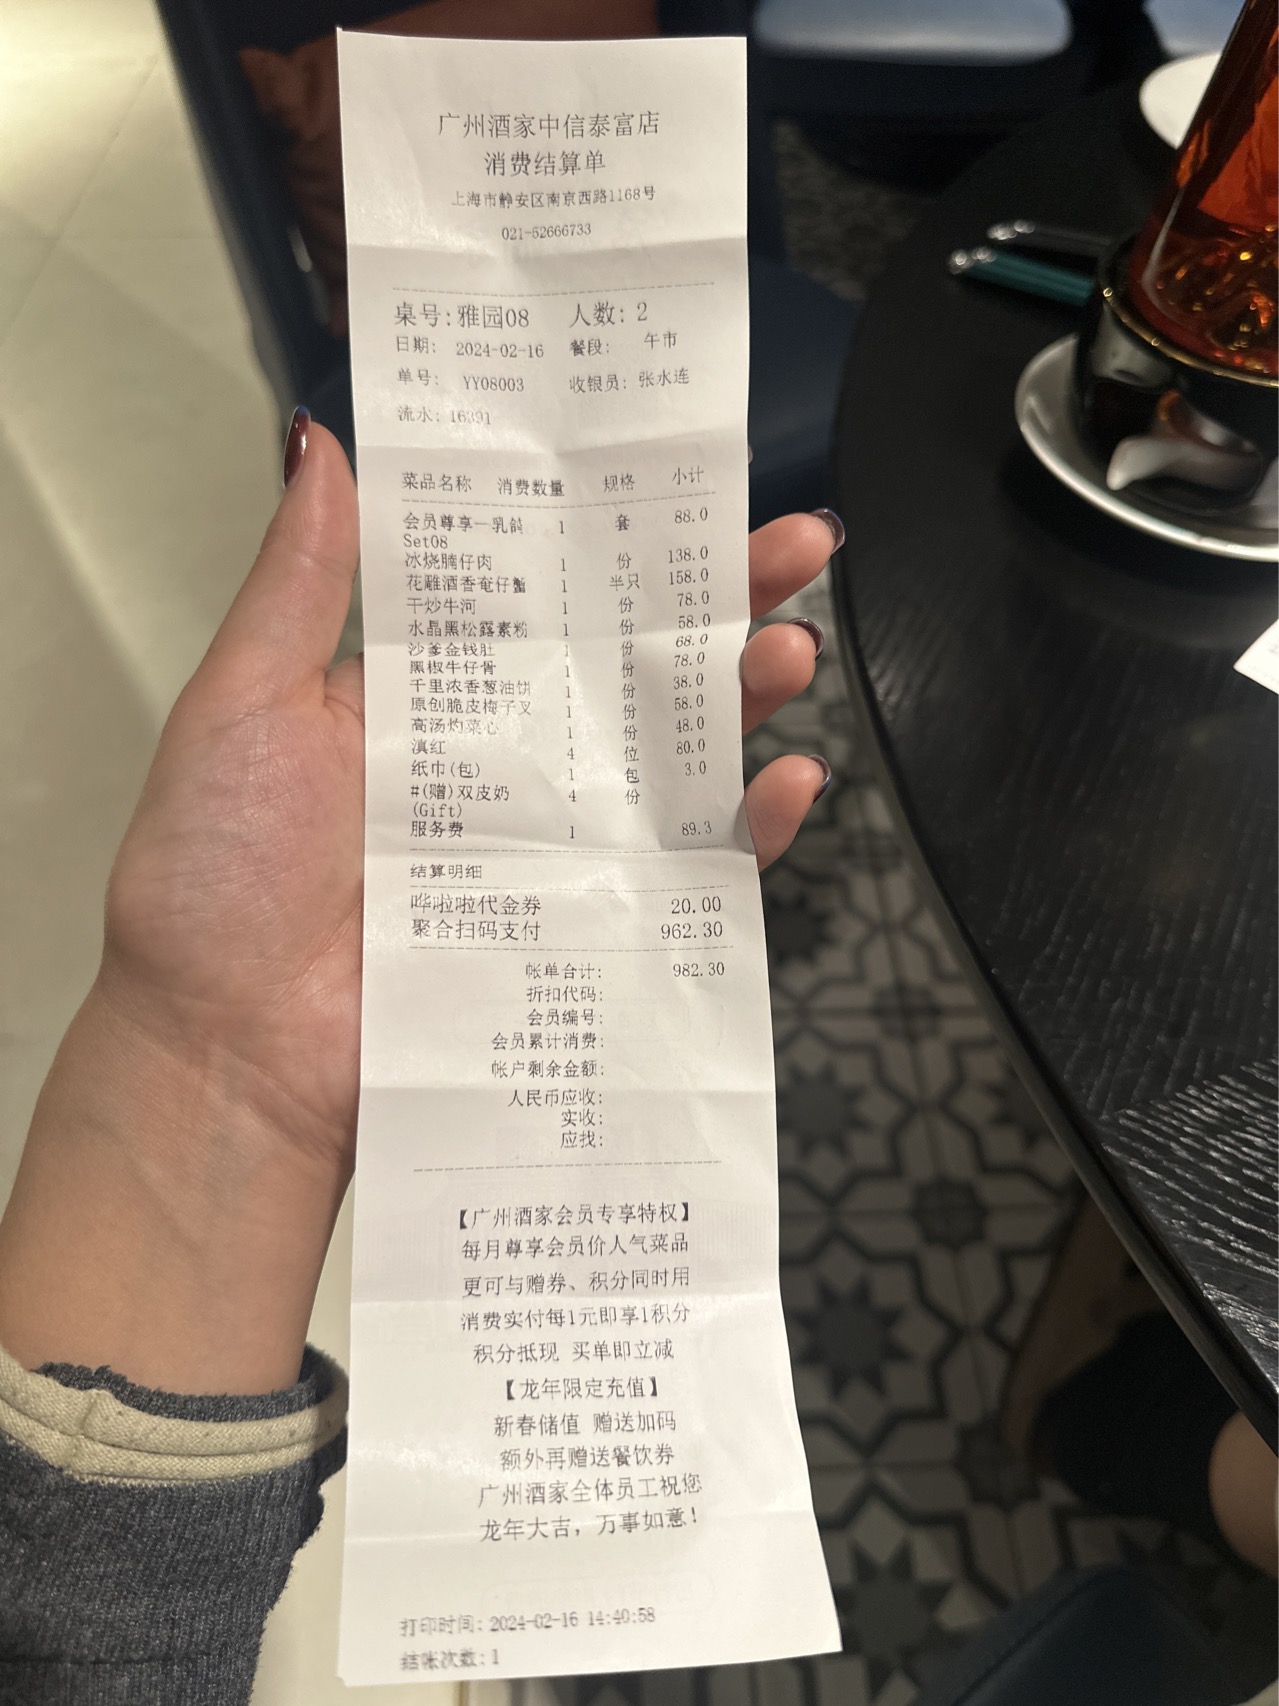 广州酒家中信泰富店
消费结算单
上海市静安区南京西路1168号
021-52666733
桌号:雅园08 人数: 2
日期: 2024-02-16 餐段: 午市
单号: YY08003 收银员: 张水连
流水: 16391
菜品名称 消费数量 规格 小计
会员尊享一乳鸽 1 套 88.0
Set08
冰烧腩仔肉 1 份 138.0
花雕酒香奄仔蟹 1 半只 158.0
干炒牛河 1 份 78.0
水晶黑松露素粉 1 份 58.0
沙爹金钱肚 1 份 68.0
黑椒牛仔骨 1 份 78.0
千里浓香葱油饼 1 份 38.0
原创脆皮梅子叉 1 份 58.0
高汤灼菜心 1 份 48.0
滇红 4 位 80.0
纸巾(包) 1 包 3.0
#(赠)双皮奶 4 份
(Gift)
服务费 1 89.3
结算明细
哗啦啦代金券 20.00
聚合扫码支付 962.30
帐单合计: 982.30
折扣代码:
会员编号:
会员累计消费:
帐户剩余金额:
人民币应收:
实收:
应找:
【广州酒家会员专享特权】
每月尊享会员价人气菜品
更可与赠券、积分同时用
消费实付每1元即享1积分
积分抵现 买单即立减
【龙年限定充值】
新春储值 赠送加码
额外再赠送餐饮券
广州酒家全体员工祝您
龙年大吉，万事如意！
打印时间: 2024-02-16 14:40:58
结帐次数: 1